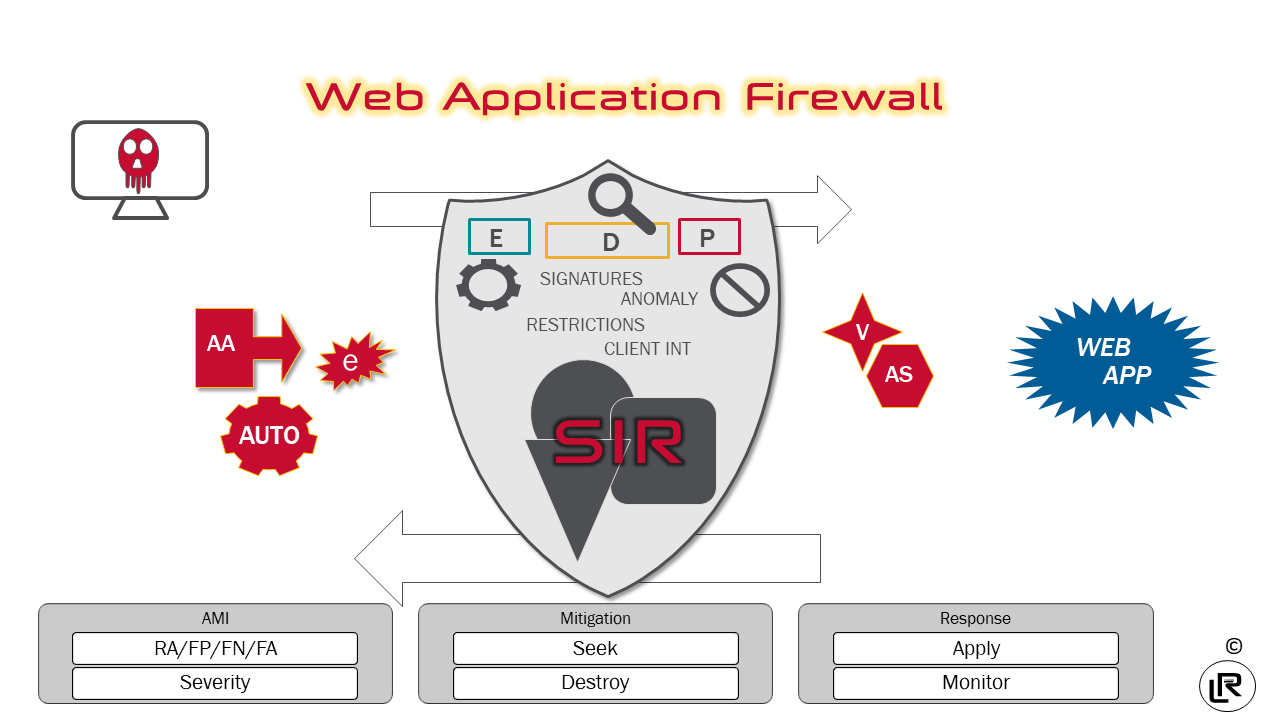 Web Application Firewall
E
D
P
SIGNATURES
ANOMALY
RESTRICTIONS
CLIENT INT
AA
e
AUTO
SIR
V
AS
WEB
APP
AMI
RA/FP/FN/FA
Severity
Mitigation
Seek
Destroy
Response
Apply
Monitor
©
LR